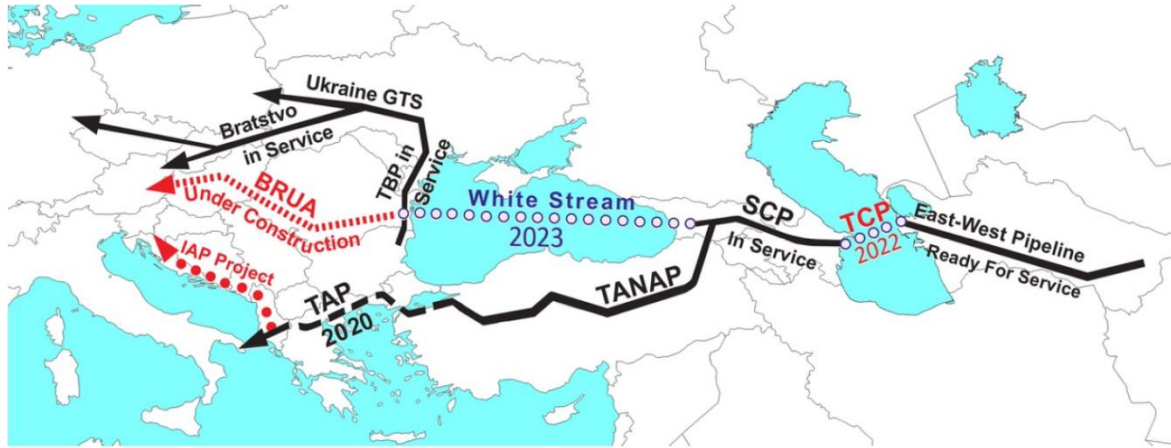 Ukraine GTS
Bratstvo
in Service
TBP in
Service
BRUA
Under Construction
White Stream
2023
SCP
In Service
TCP
2022
East-West Pipeline
Ready For Service
IAP Project
TAP
2020
TANAP